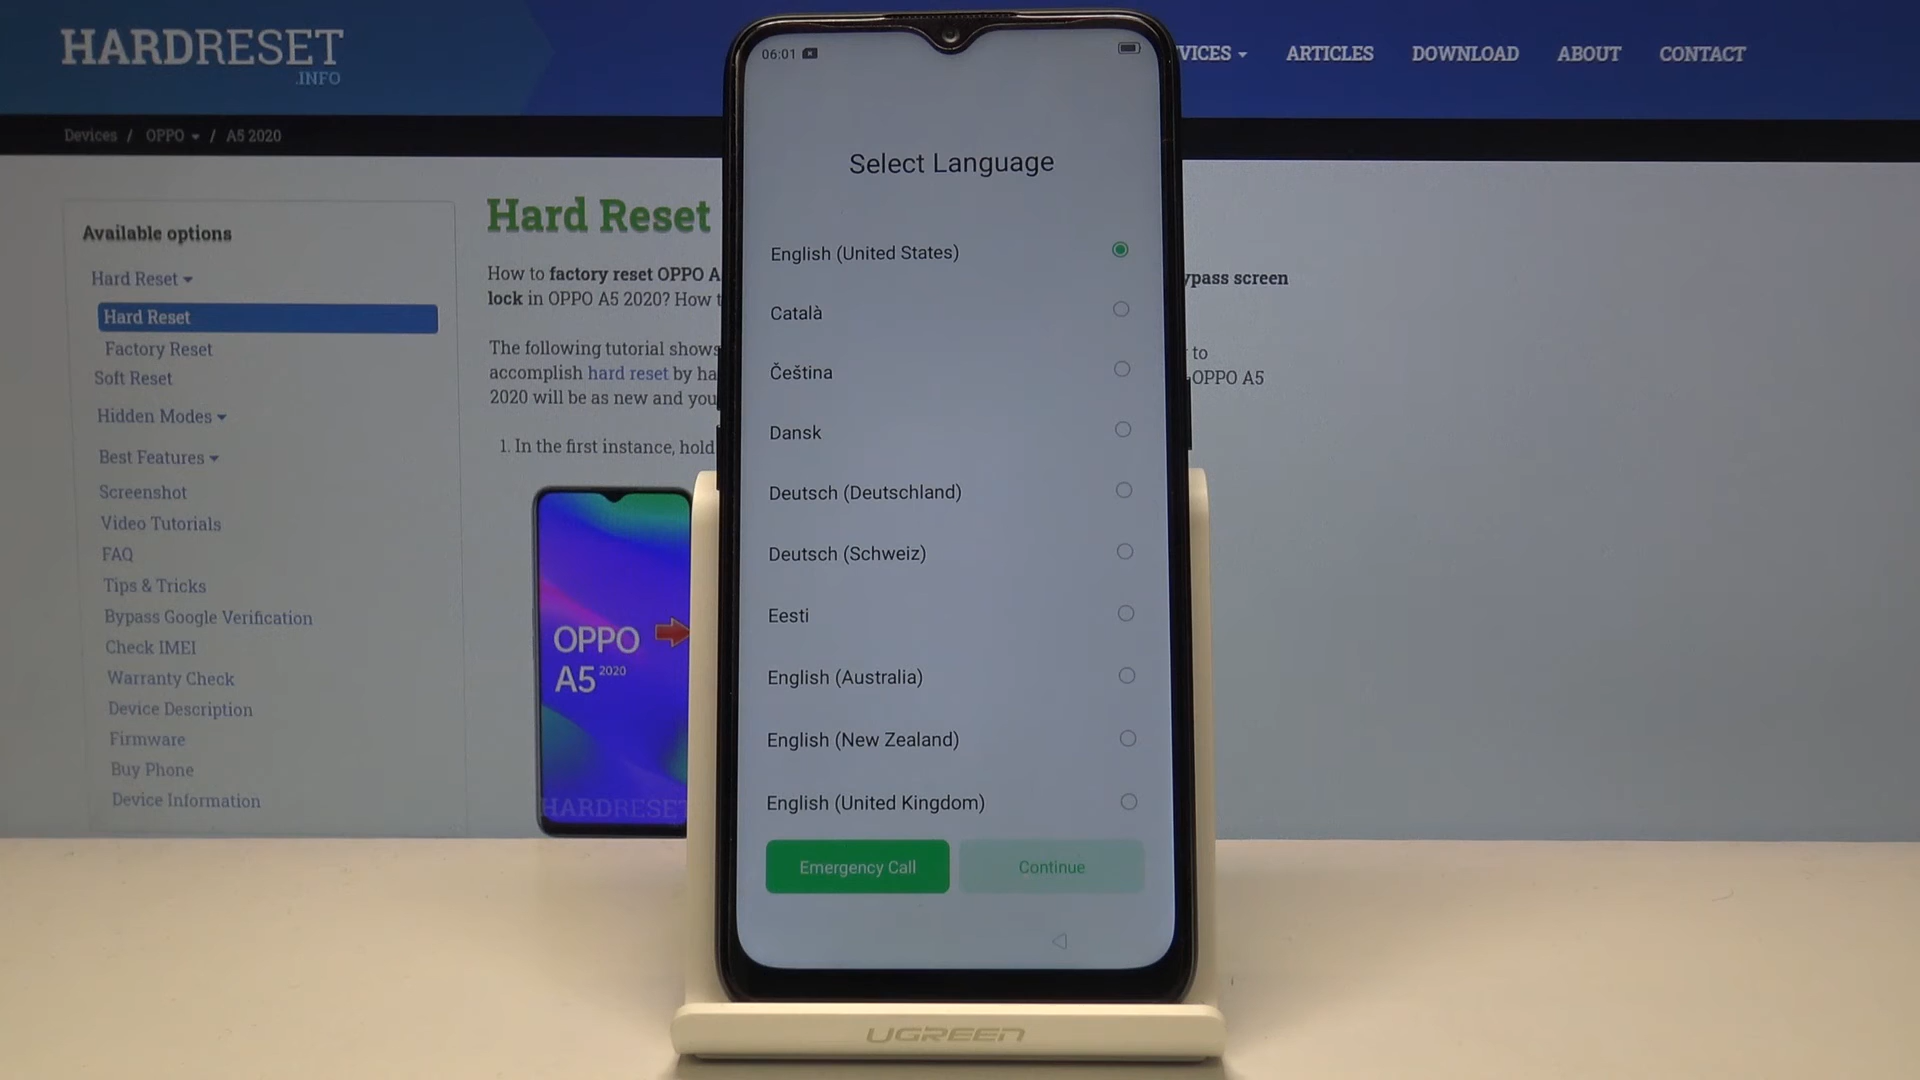 HARDRESET
.INFO
VICES
ARTICLES
DOWNLOAD
ABOUT
CONTACT
Devices / OPPO / A5 2020
Available options
Hard Reset
Hard Reset
Factory Reset
Soft Reset
Hidden Modes
Best Features
Screenshot
Video Tutorials
FAQ
Tips & Tricks
Bypass Google Verification
Check IMEI
Warranty Check
Device Description
Firmware
Buy Phone
Device Information
Hard Reset
How to factory reset OPPO A
ypass screen
lock in OPPO A5 2020? How t
The following tutorial shows
to
accomplish hard reset by ha
OPPO A5
2020 will be as new and you
1. In the first instance, hold
OPPO
A5 2020
HARDRESET
06:01
Select Language
English (United States)
Català
Čeština
Dansk
Deutsch (Deutschland)
Deutsch (Schweiz)
Eesti
English (Australia)
English (New Zealand)
English (United Kingdom)
Emergency Call
Continue
UGREEN